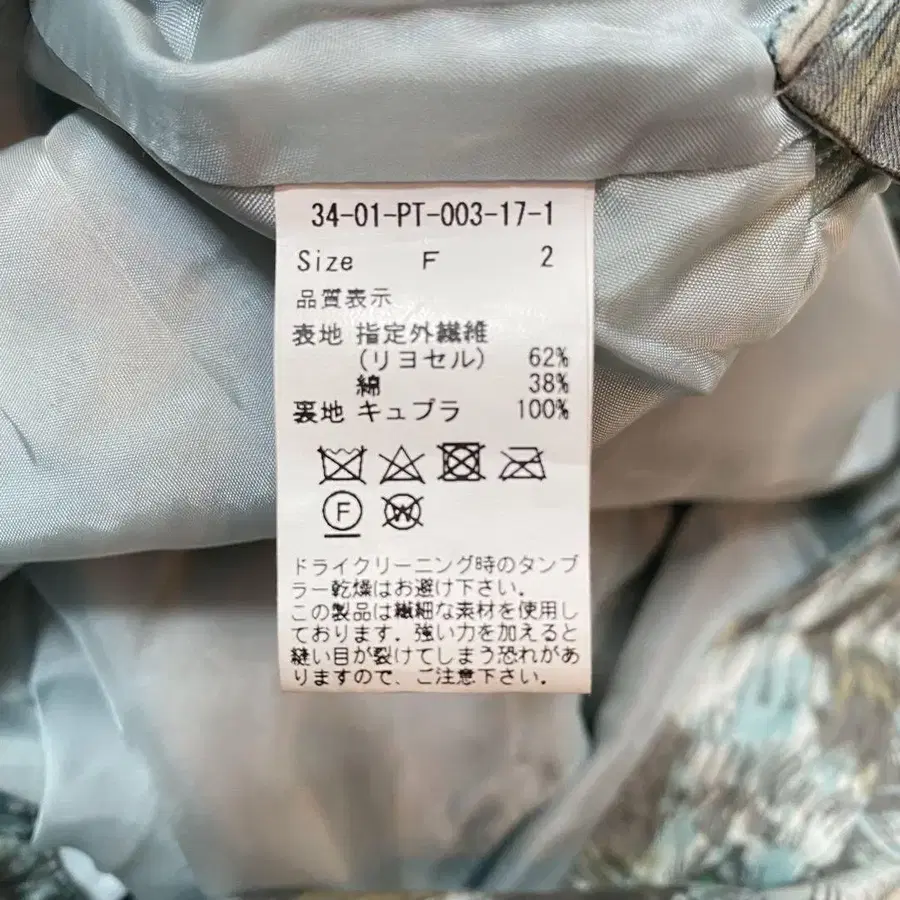 34-01-PT-003-17-1
Size F 2
品質表示
表地 指定外繊維
(リヨセル) 62%
綿 38%
裏地 キュプラ 100%
F W
ドライクリーニング時のタンブ
ラー乾燥はお避け下さい.
この製品は繊細な素材を使用し
ております. 強い力を加えると
縫い目が裂けてしまう恐れがあ
りますので、ご注意下さい.